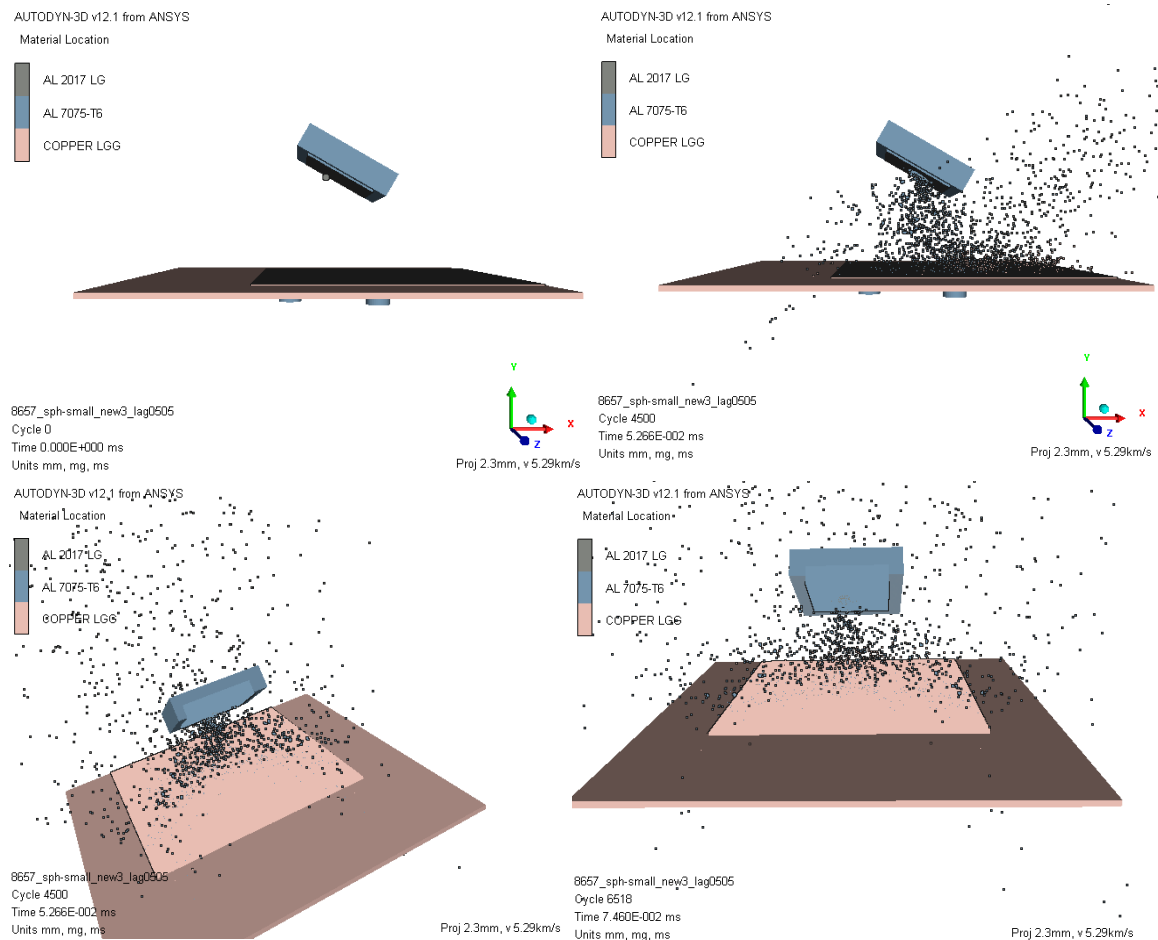 AUTODYN-3D v12.1 from ANSYS
Material Location
AL 2017 LG
AL 7075-T6
COPPER LGG
Y
X
Z
8657_sph-small_new3_lag0505
Cycle 0
Time 0.000E+000 ms
Units mm, mg, ms
Proj 2.3mm, v 5.29km/s
AUTODYN-3D v12.1 from ANSYS
Material Location
AL 2017 LG
AL 7075-T6
COPPER LGG
Y
X
Z
8657_sph-small_new3_lag0505
Cycle 4500
Time 5.266E-002 ms
Units mm, mg, ms
Proj 2.3mm, v 5.29km/s
AUTODYN-3D v12.1 from ANSYS
Material Location
AL 2017 LG
AL 7075-T6
COPPER LGG
8657_sph-small_new3_lag0505
Cycle 4500
Time 5.266E-002 ms
Units mm, mg, ms
Proj 2.3mm, v 5.29km/s
AUTODYN-3D v12.1 from ANSYS
Material Location
AL 2017 LG
AL 7075-T6
COPPER LGG
8657_sph-small_new3_lag0505
Cycle 6518
Time 7.460E-002 ms
Units mm, mg, ms
Proj 2.3mm, v 5.29km/s